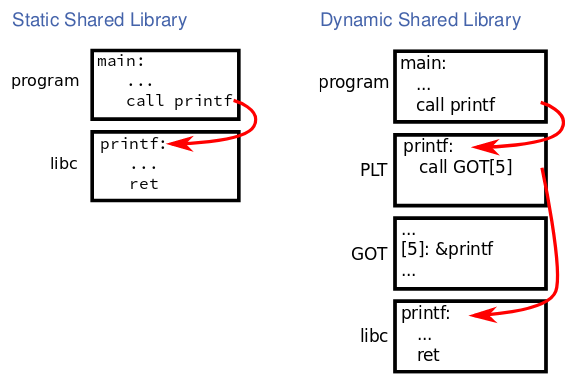 Static Shared Library
program
main:
...
call printf
libc
printf:
...
ret
Dynamic Shared Library
program
main:
...
call printf
PLT
printf:
call GOT[5]
GOT
...
[5]: &printf
...
libc
printf:
...
ret